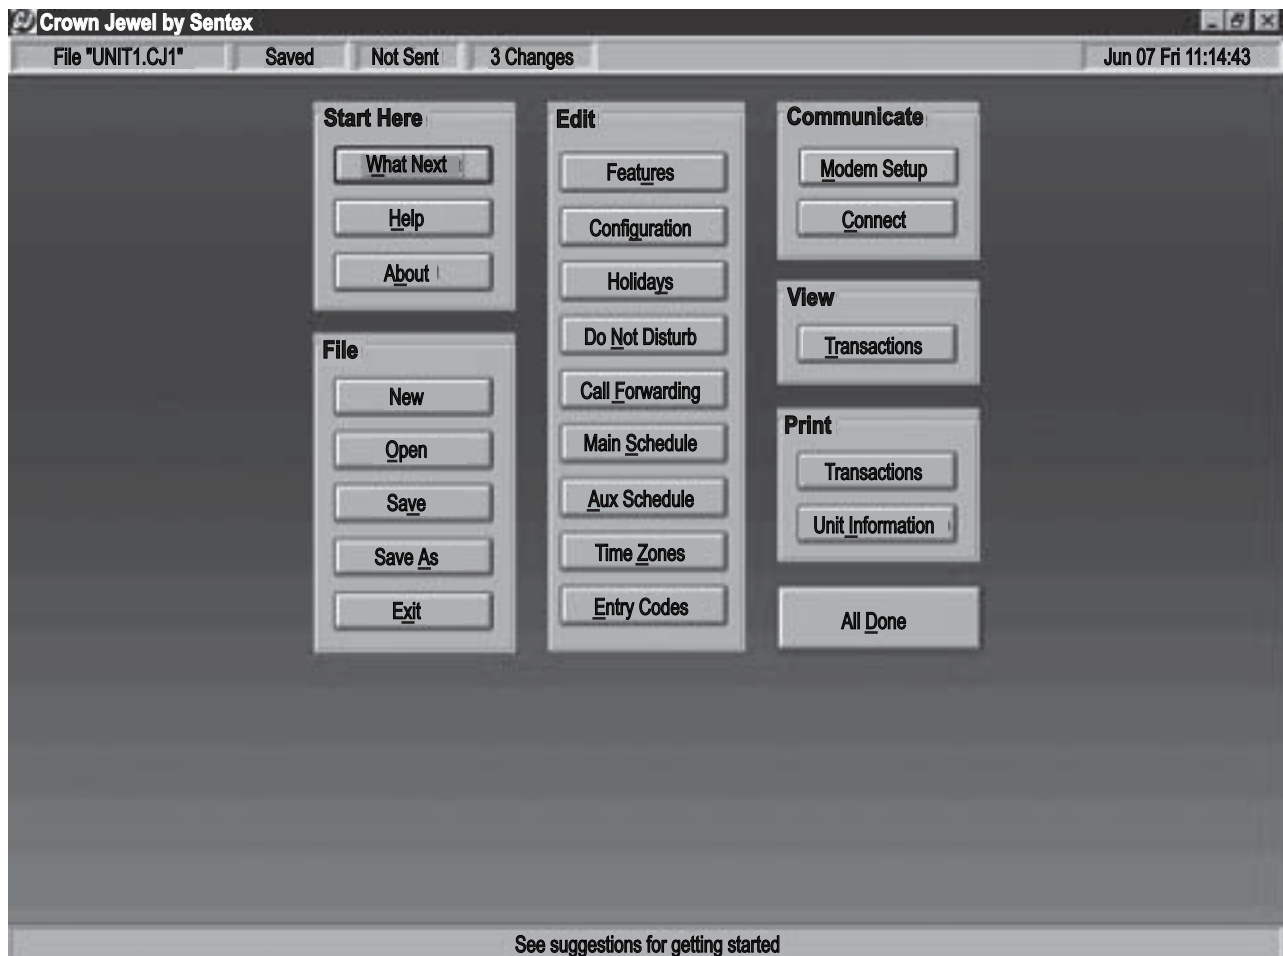 Crown Jewel by Sentex
File "UNIT1.CJ1" Saved Not Sent 3 Changes Jun 07 Fri 11:14:43
Start Here
What Next
Help
About
File
New
Open
Save
Save As
Exit
Edit
Features
Configuration
Holidays
Do Not Disturb
Call Forwarding
Main Schedule
Aux Schedule
Time Zones
Entry Codes
Communicate
Modem Setup
Connect
View
Transactions
Print
Transactions
Unit Information
All Done
See suggestions for getting started